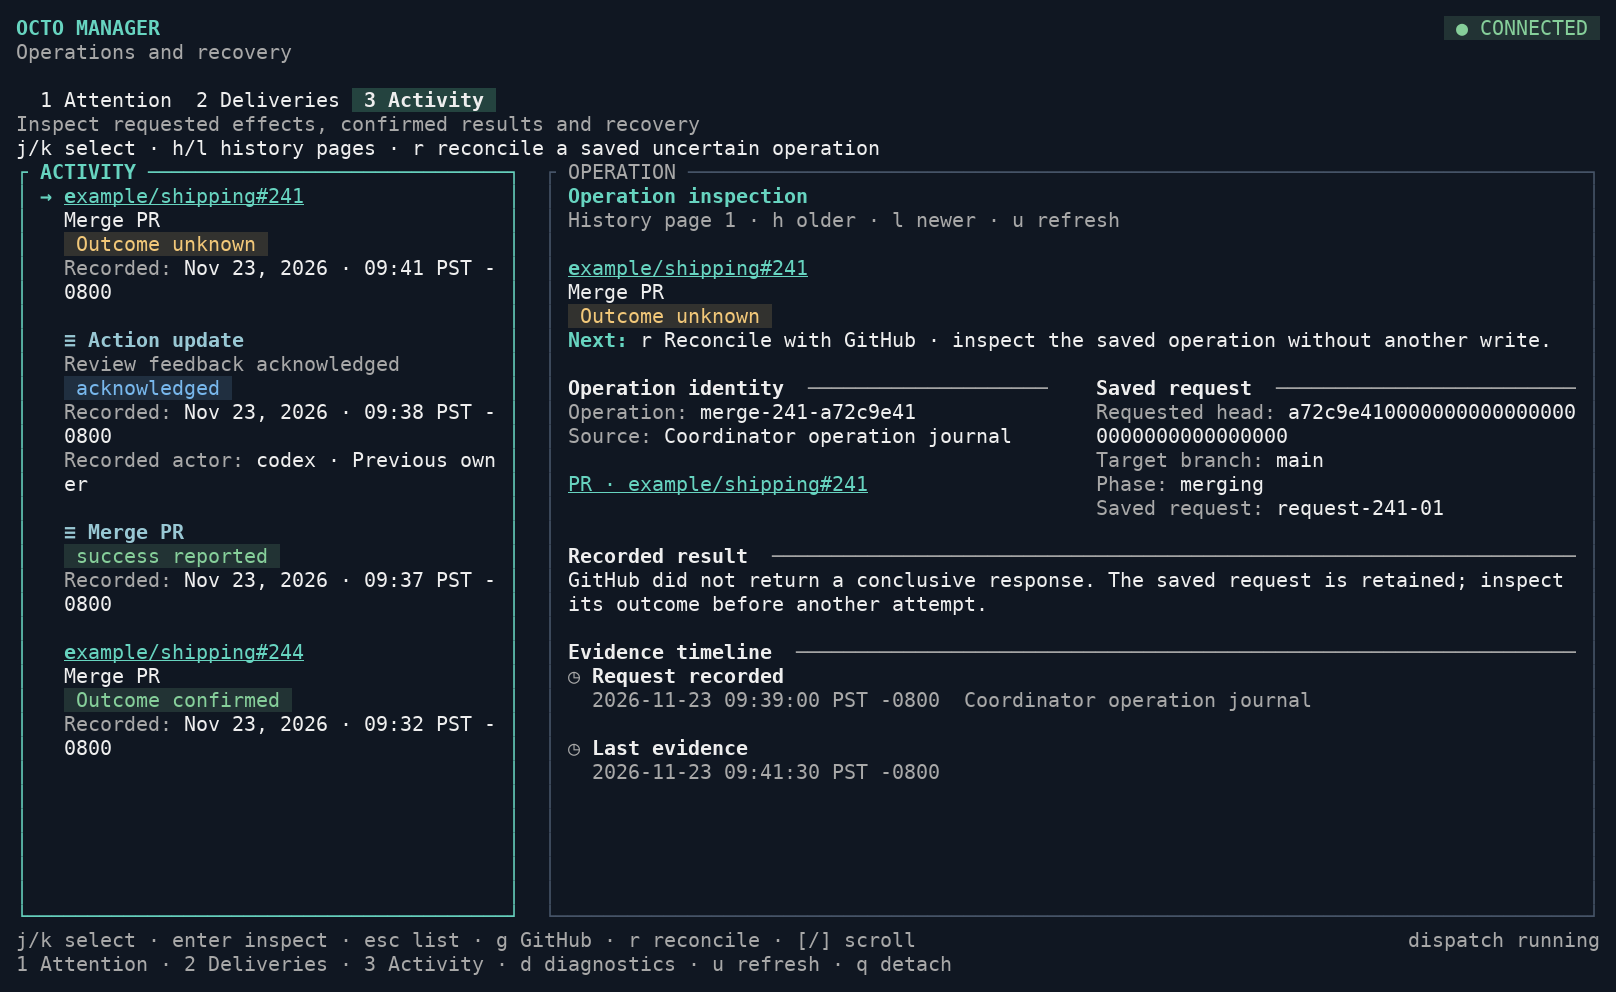 OCTO MANAGER
● CONNECTED
Operations and recovery
1 Attention  2 Deliveries  3 Activity
Inspect requested effects, confirmed results and recovery
j/k select · h/l history pages · r reconcile a saved uncertain operation
ACTIVITY
→ example/shipping#241
Merge PR
Outcome unknown
Recorded: Nov 23, 2026 · 09:41 PST -
0800
≡ Action update
Review feedback acknowledged
acknowledged
Recorded: Nov 23, 2026 · 09:38 PST -
0800
Recorded actor: codex · Previous own
er
≡ Merge PR
success reported
Recorded: Nov 23, 2026 · 09:37 PST -
0800
example/shipping#244
Merge PR
Outcome confirmed
Recorded: Nov 23, 2026 · 09:32 PST -
0800
OPERATION
Operation inspection
History page 1 · h older · l newer · u refresh
example/shipping#241
Merge PR
Outcome unknown
Next: r Reconcile with GitHub · inspect the saved operation without another write.
Operation identity
Operation: merge-241-a72c9e41
Source: Coordinator operation journal
PR · example/shipping#241
Saved request
Requested head: a72c9e410000000000000000
0000000000000000
Target branch: main
Phase: merging
Saved request: request-241-01
Recorded result
GitHub did not return a conclusive response. The saved request is retained; inspect
its outcome before another attempt.
Evidence timeline
◷ Request recorded
2026-11-23 09:39:00 PST -0800  Coordinator operation journal
◷ Last evidence
2026-11-23 09:41:30 PST -0800
j/k select · enter inspect · esc list · g GitHub · r reconcile · [/] scroll
dispatch running
1 Attention · 2 Deliveries · 3 Activity · d diagnostics · u refresh · q detach